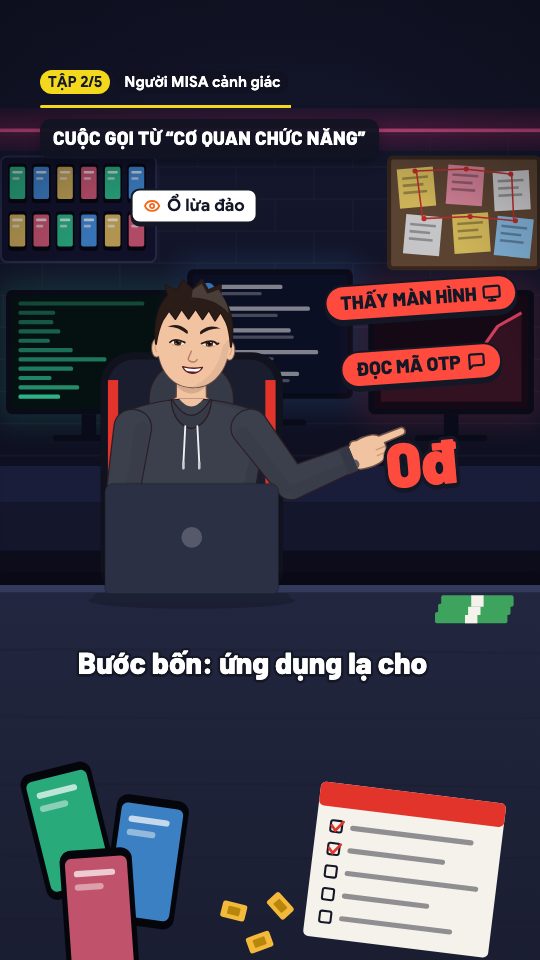 TẬP 2/5 Người MISA cảnh giác
CUỘC GỌI TỪ “CƠ QUAN CHỨC NĂNG”
Ổ lừa đảo
THẤY MÀN HÌNH
ĐỌC MÃ OTP
0đ
Bước bốn: ứng dụng lạ cho